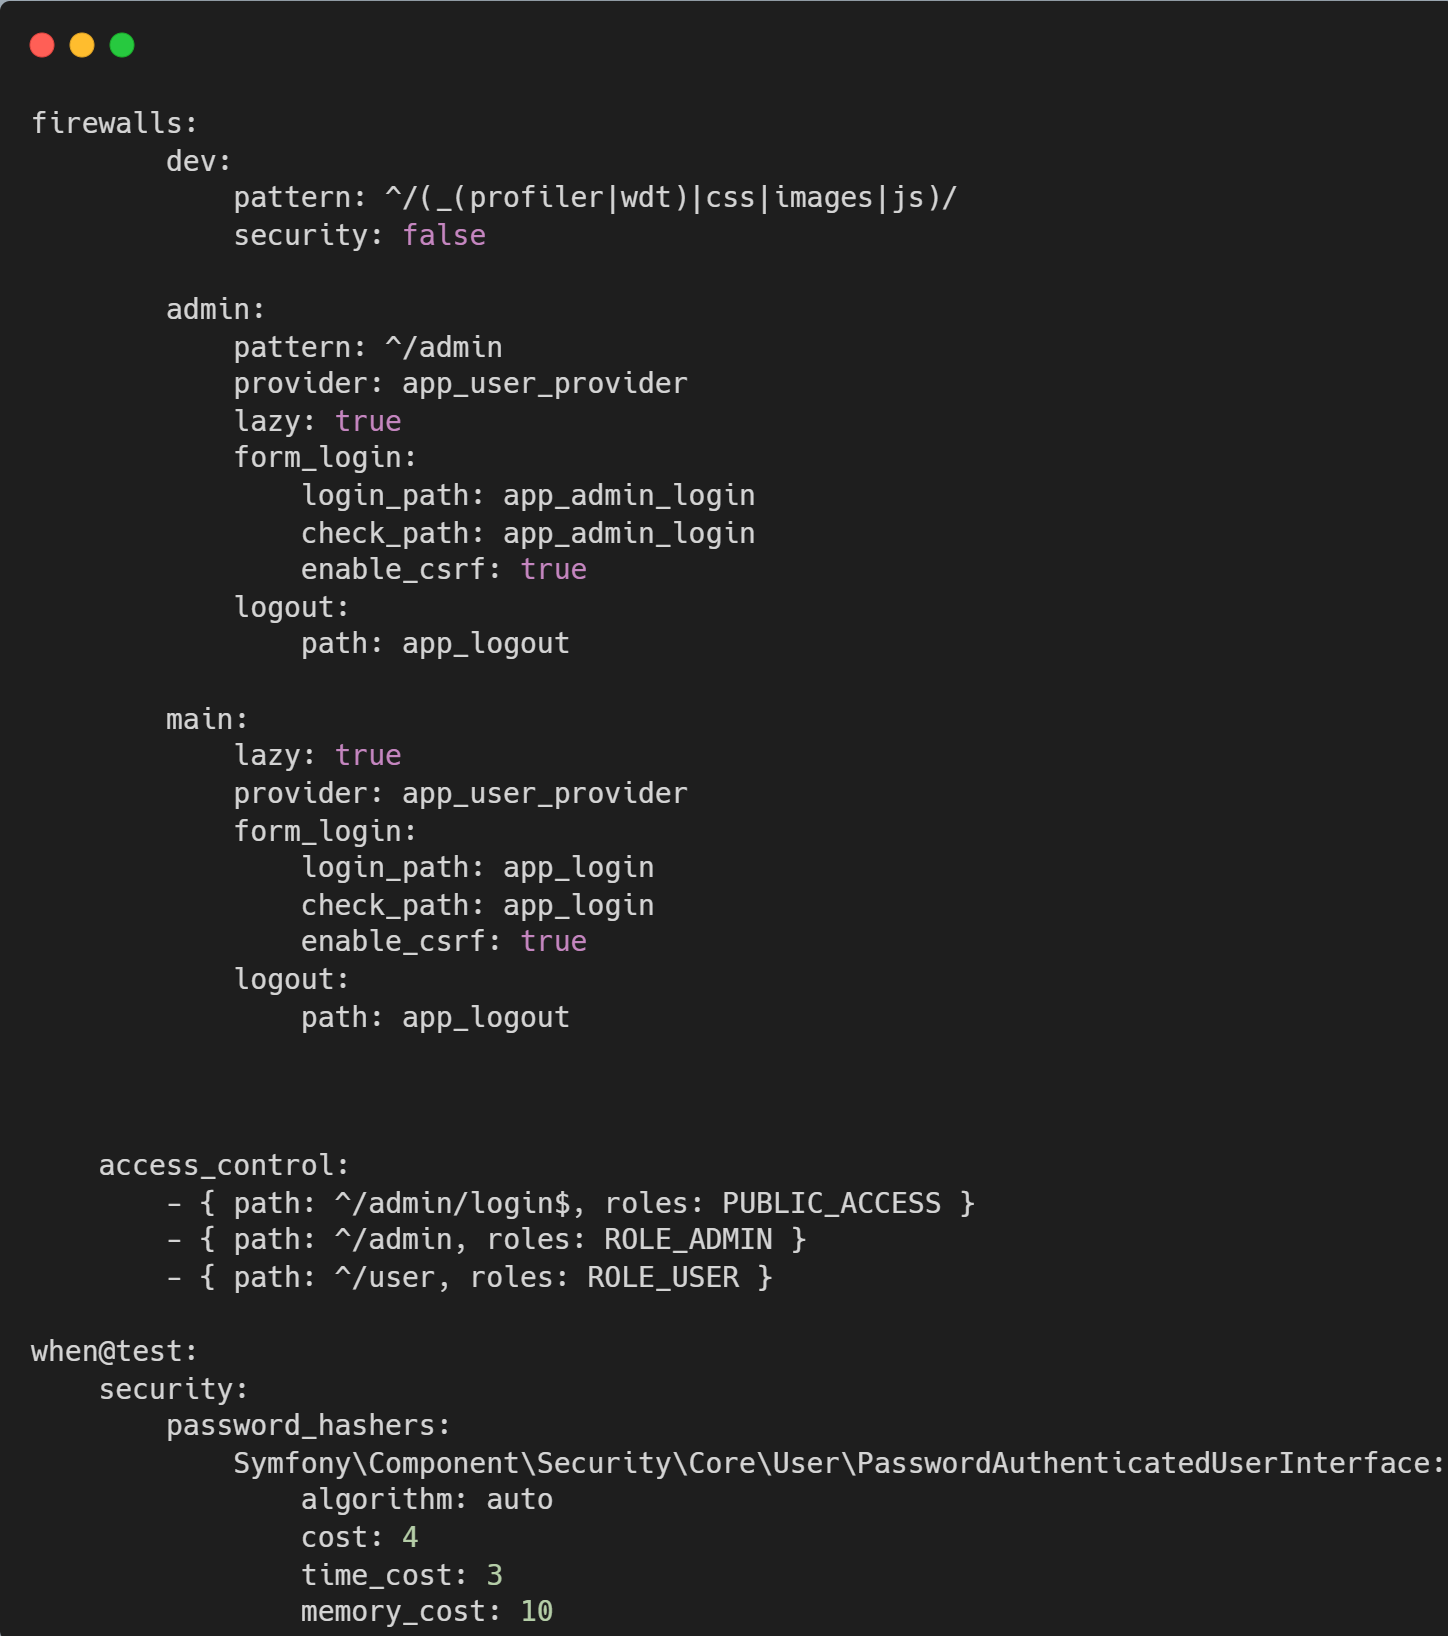 firewalls:
        dev:
            pattern: ^/(_(profiler|wdt)|css|images|js)/
            security: false

        admin:
            pattern: ^/admin
            provider: app_user_provider
            lazy: true
            form_login:
                login_path: app_admin_login
                check_path: app_admin_login
                enable_csrf: true
            logout:
                path: app_logout

        main:
            lazy: true
            provider: app_user_provider
            form_login:
                login_path: app_login
                check_path: app_login
                enable_csrf: true
            logout:
                path: app_logout

    access_control:
        - { path: ^/admin/login$, roles: PUBLIC_ACCESS }
        - { path: ^/admin, roles: ROLE_ADMIN }
        - { path: ^/user, roles: ROLE_USER }

when@test:
    security:
        password_hashers:
            Symfony\Component\Security\Core\User\PasswordAuthenticatedUserInterface:
                algorithm: auto
                cost: 4
                time_cost: 3
                memory_cost: 10